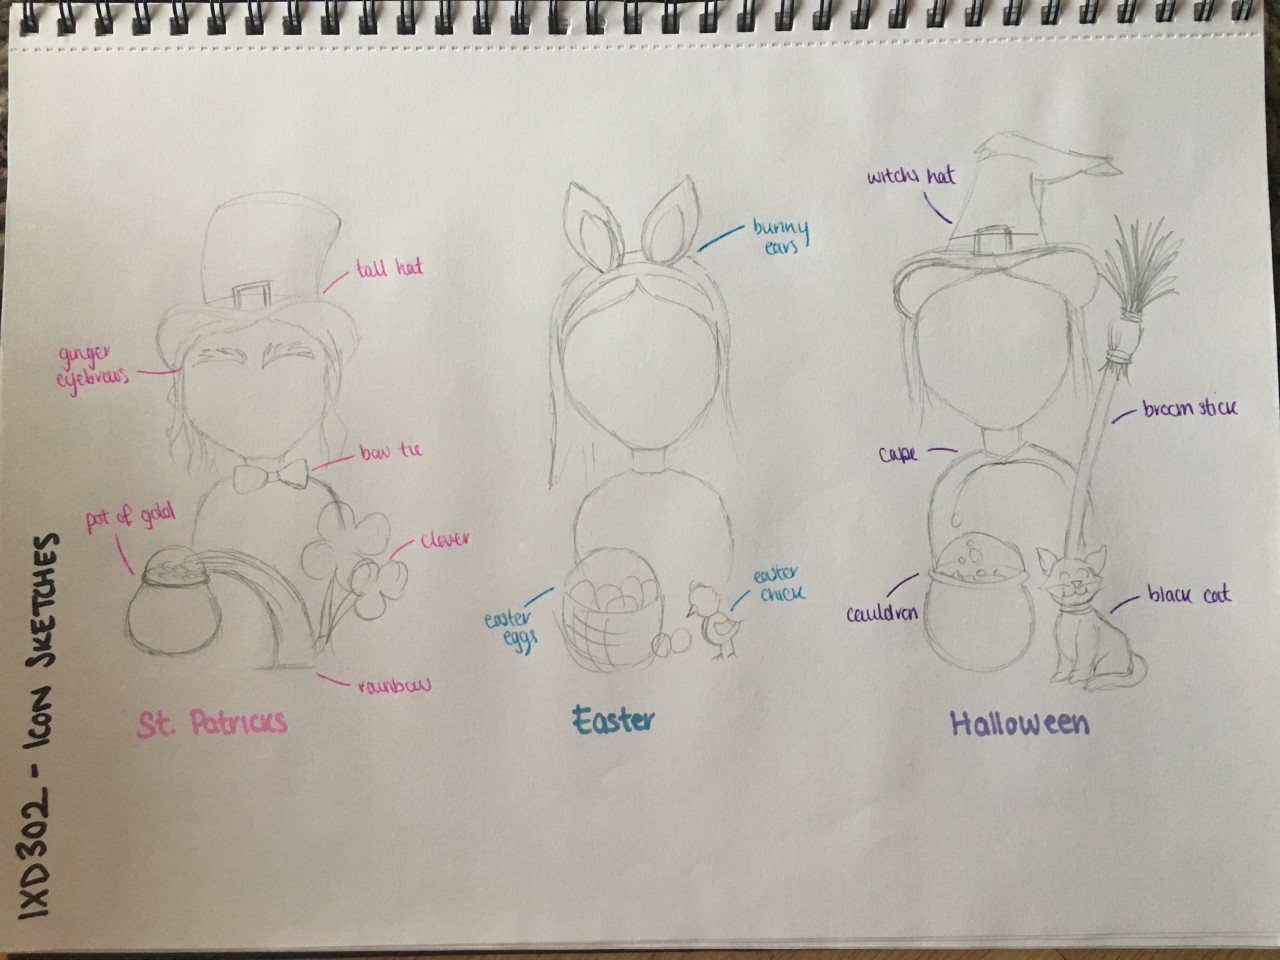 IXD302 - ICON SKETCHES
tall hat
ginger
eyebrows
bow tie
pot of gold
clover
rainbow
St. Patricks
bunny
ears
easter
eggs
easter
chick
Easter
witchs hat
broom stick
cape
cauldron
black cat
Halloween